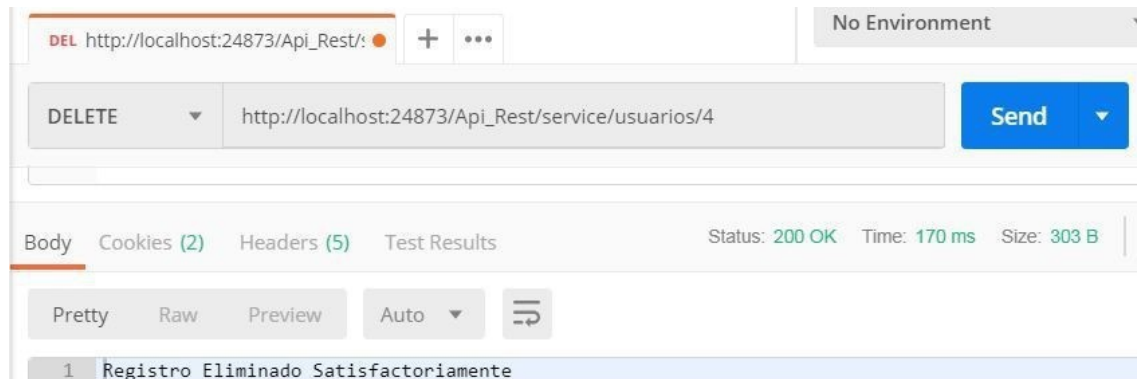 No Environment
DEL http://localhost:24873/Api_Rest/s + •••
DELETE http://localhost:24873/Api_Rest/service/usuarios/4 Send
Body Cookies (2) Headers (5) Test Results Status: 200 OK Time: 170 ms Size: 303 B
Pretty Raw Preview Auto
1 Registro Eliminado Satisfactoriamente